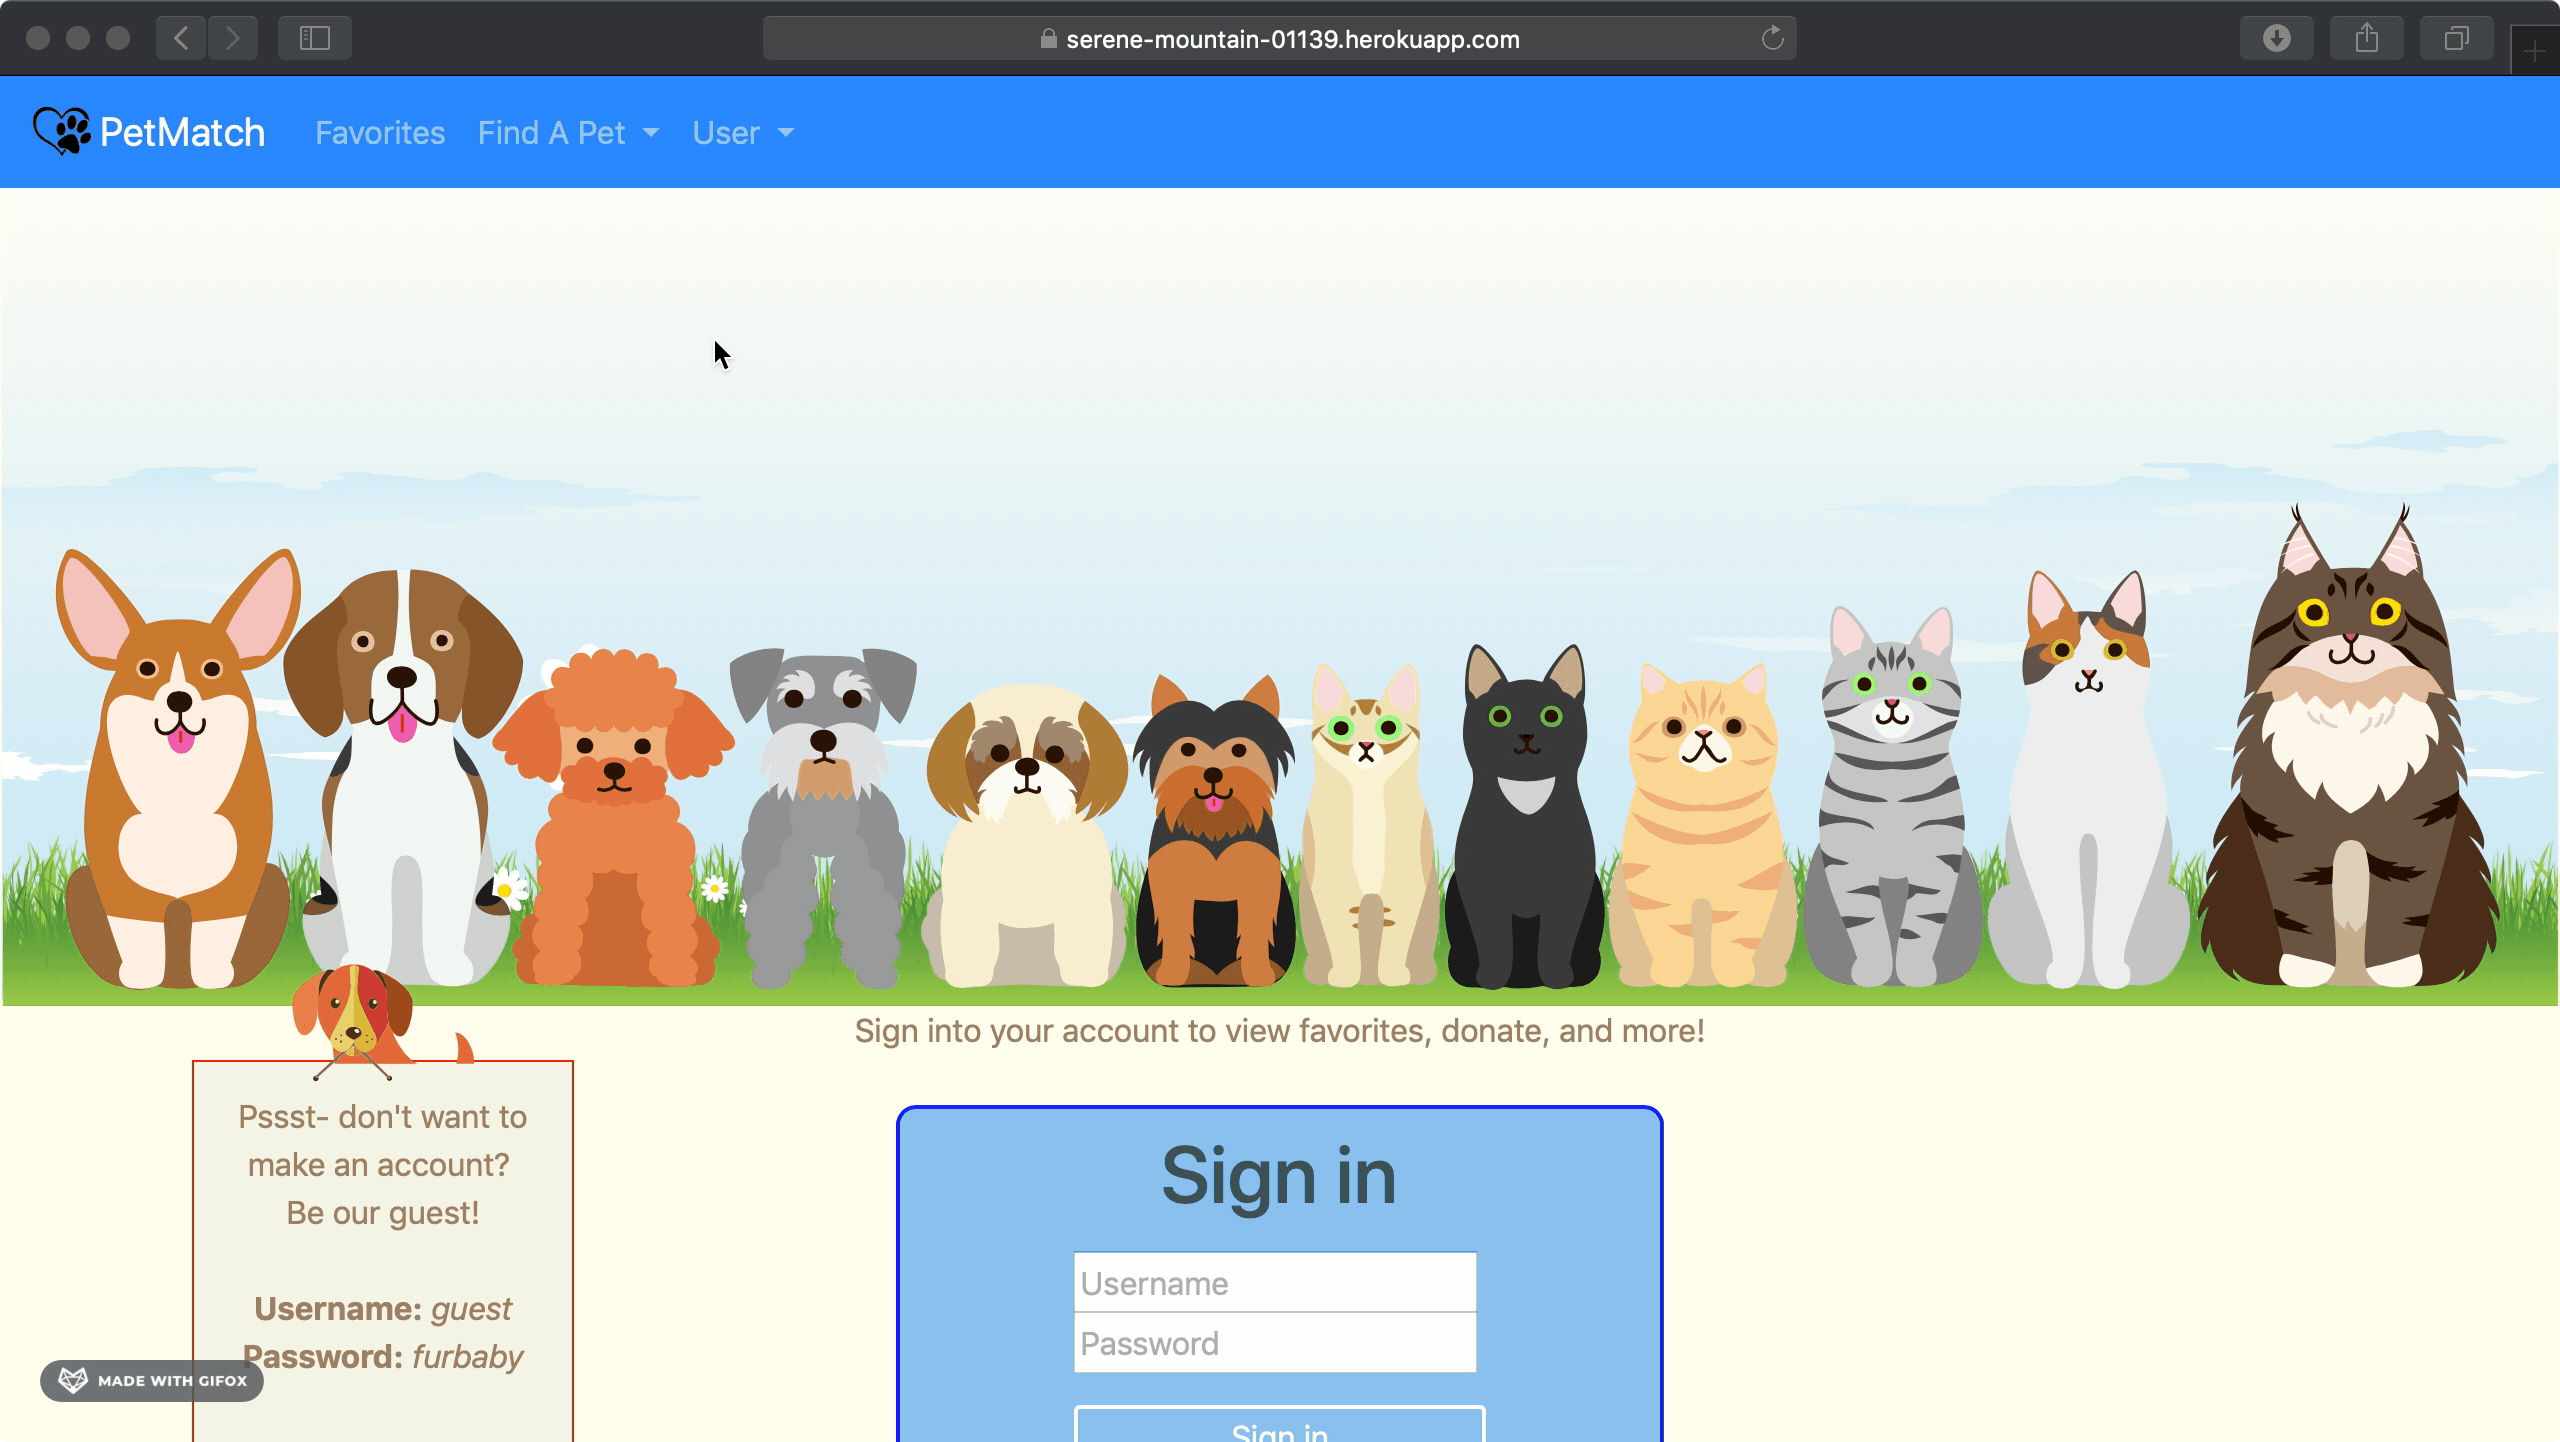 serene-mountain-01139.herokuapp.com
PetMatch Favorites Find A Pet User
Sign into your account to view favorites, donate, and more!
Pssst- don't want to
make an account?
Be our guest!
Username: guest
Password: furbaby
Sign in
Username
Password
Sign in
MADE WITH GIFOX